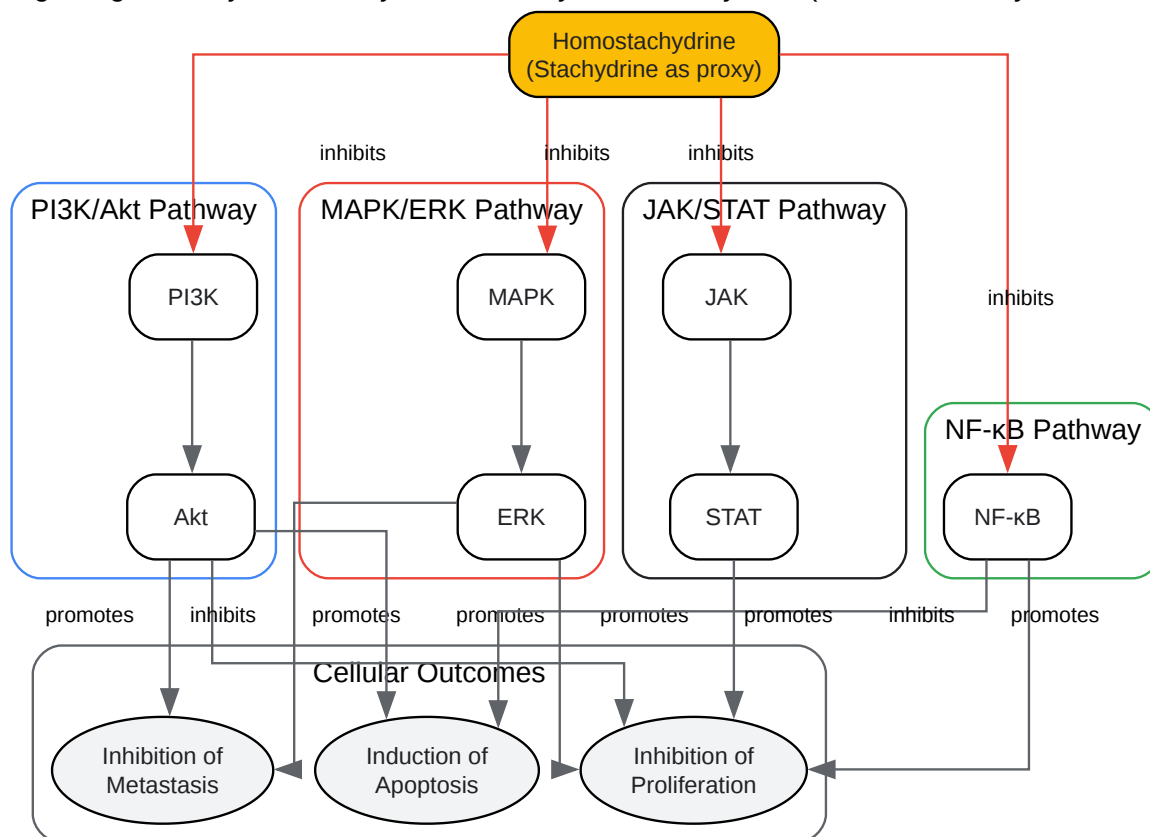 Homostachydrine
(Stachydrine as proxy)
inhibits
inhibits
inhibits
PI3K/Akt Pathway
MAPK/ERK Pathway
JAK/STAT Pathway
PI3K
MAPK
JAK
inhibits
NF-κB Pathway
Akt
ERK
STAT
NF-κB
promotes
inhibits
promotes
promotes
promotes
promotes
inhibits
promotes
Cellular Outcomes
Inhibition of
Metastasis
Induction of
Apoptosis
Inhibition of
Proliferation